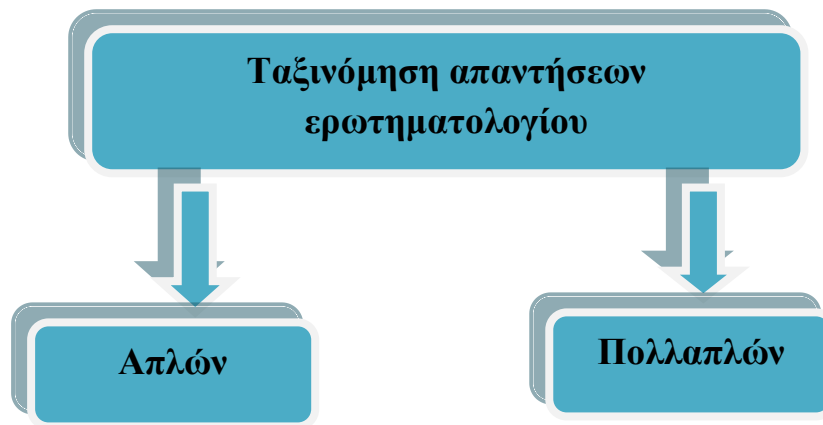 Ταξινόμηση απαντήσεων
ερωτηματολογίου
Απλών
Πολλαπλών